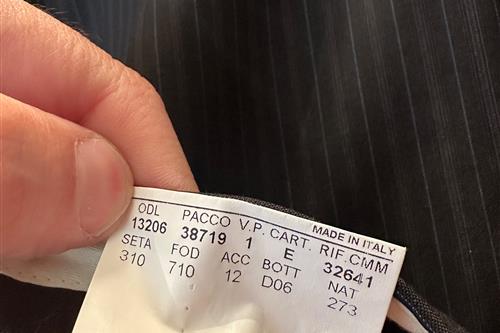 MADE IN ITALY
ODL PACCO V.P. CART. RIF.CMM
13206 38719 1 E 32641
SETA FOD ACC BOTT NAT
310 710 12 D06 273